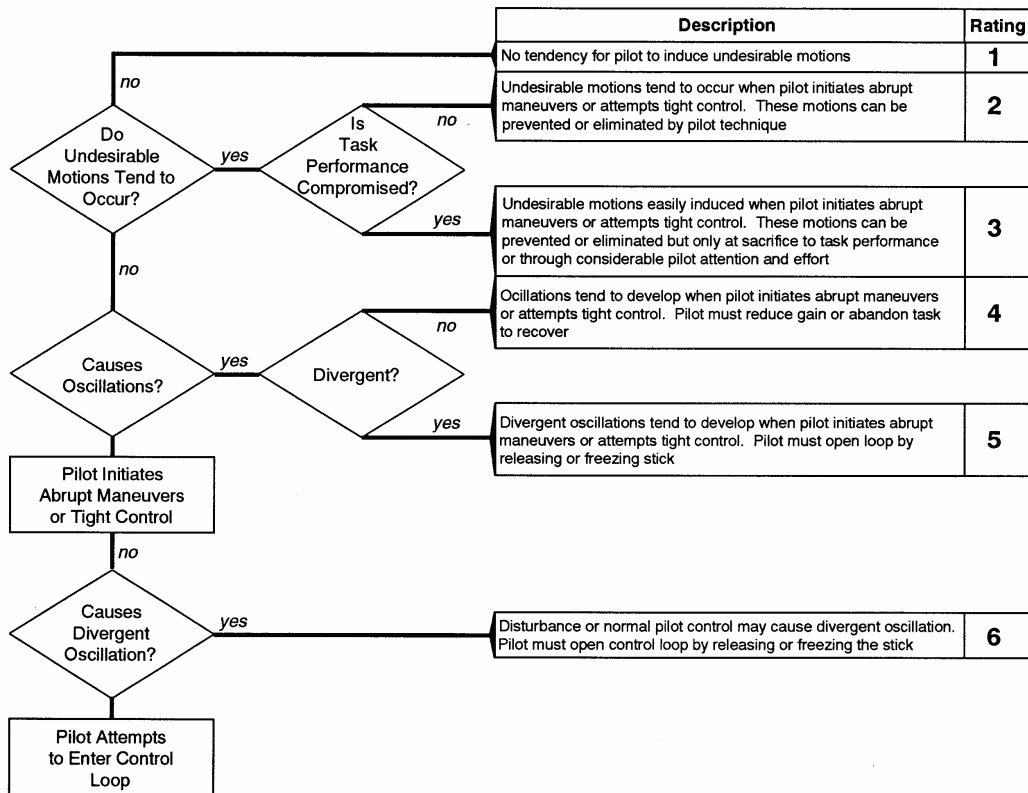 Description
Rating
No tendency for pilot to induce undesirable motions
1
no
Undesirable motions tend to occur when pilot initiates abrupt
maneuvers or attempts tight control. These motions can be
prevented or eliminated by pilot technique
2
Do
Undesirable
Motions Tend to
Occur?
yes
Is
Task
Performance
Compromised?
no
yes
Undesirable motions easily induced when pilot initiates abrupt
maneuvers or attempts tight control. These motions can be
prevented or eliminated but only at sacrifice to task performance
or through considerable pilot attention and effort
3
no
Ocillations tend to develop when pilot initiates abrupt maneuvers
or attempts tight control. Pilot must reduce gain or abandon task
to recover
4
Causes
Oscillations?
yes
Divergent?
no
yes
Divergent oscillations tend to develop when pilot initiates abrupt
maneuvers or attempts tight control. Pilot must open loop by
releasing or freezing stick
5
Pilot Initiates
Abrupt Maneuvers
or Tight Control
no
Causes
Divergent
Oscillation?
yes
Disturbance or normal pilot control may cause divergent oscillation.
Pilot must open control loop by releasing or freezing the stick
6
Pilot Attempts
to Enter Control
Loop